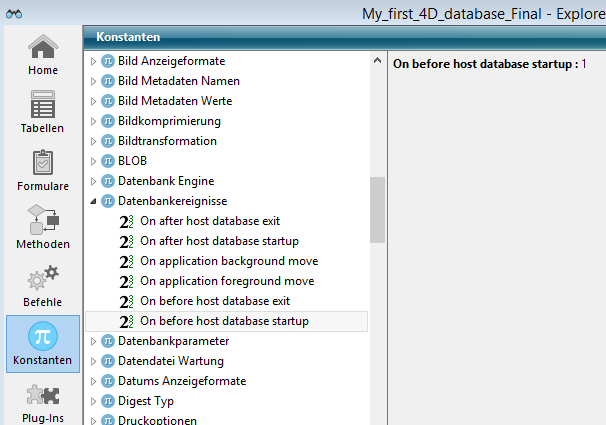 My_first_4D_database_Final - Explore
Konstanten
Home
Tabellen
Formulare
Methoden
Befehle
Konstanten
Plug-Ins
Bild Anzeigeformate
Bild Metadaten Namen
Bild Metadaten Werte
Bildkomprimierung
Bildtransformation
BLOB
Datenbank Engine
Datenbankereignisse
On after host database exit
On after host database startup
On application background move
On application foreground move
On before host database exit
On before host database startup
Datenbankparameter
Datendatei Wartung
Datums Anzeigeformate
Digest Typ
Druckoptionen
On before host database startup : 1